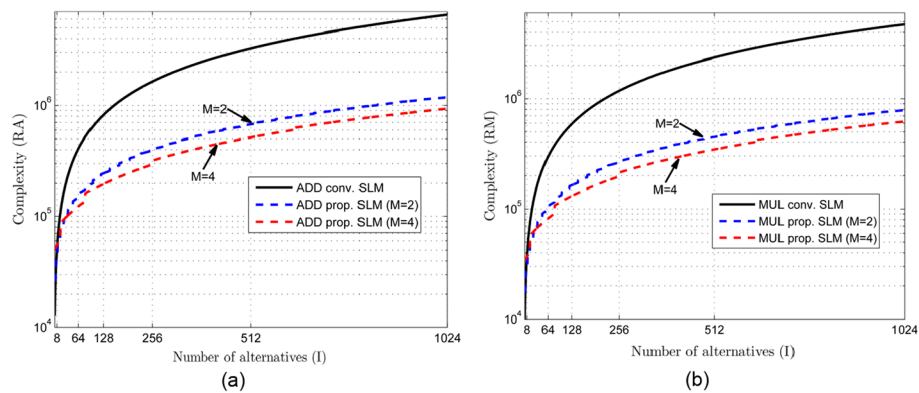 10^6
10^5
10^4
Complexity (RA)
M=2
M=4
ADD conv. SLM
ADD prop. SLM (M=2)
ADD prop. SLM (M=4)
8 64 128 256 512 1024
Number of alternatives (I)
(a)
10^6
10^5
10^4
Complexity (RM)
M=2
M=4
MUL conv. SLM
MUL prop. SLM (M=2)
MUL prop. SLM (M=4)
8 64 128 256 512 1024
Number of alternatives (I)
(b)